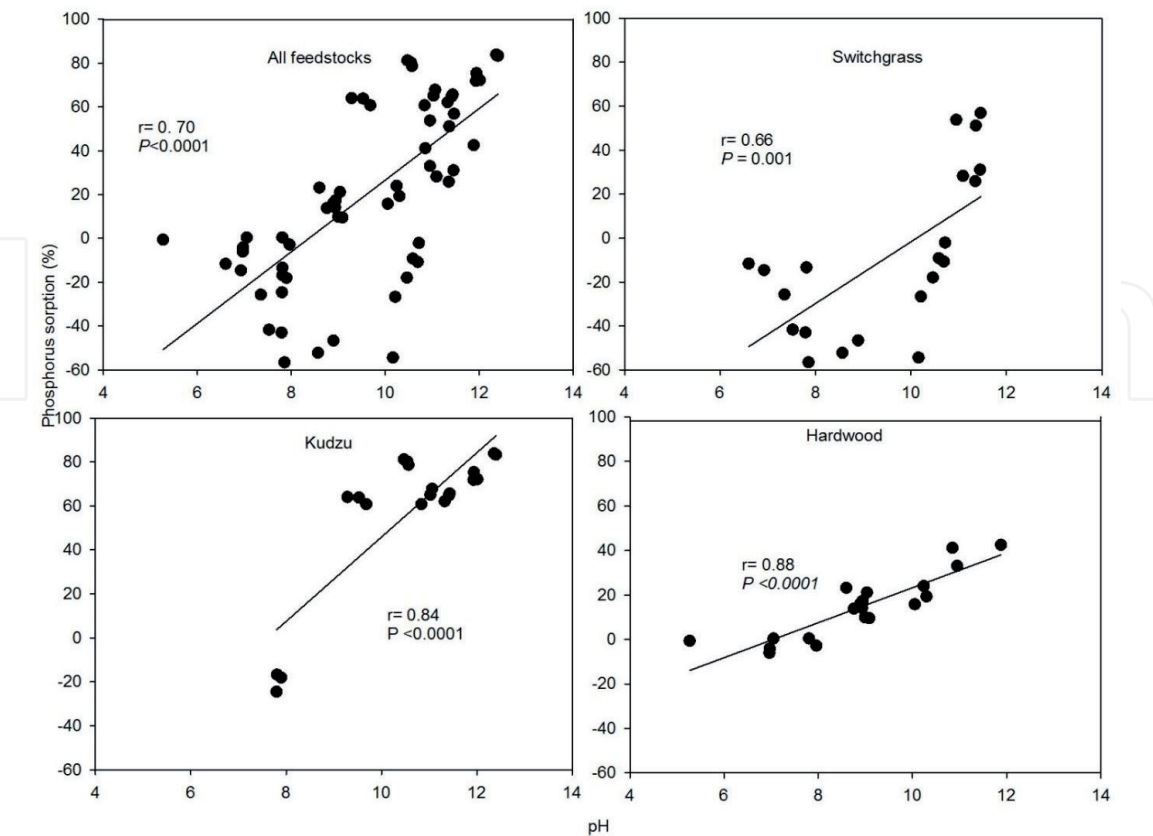 All feedstocks
r= 0. 70
P<0.0001
100
80
60
40
20
0
-20
-40
-60
4 6 8 10 12 14
Switchgrass
r= 0.66
P = 0.001
100
80
60
40
20
0
-20
-40
-60
4 6 8 10 12 14
Phosphorus sorption (%)
Kudzu
r= 0.84
P <0.0001
100
80
60
40
20
0
-20
-40
-60
4 6 8 10 12 14
Hardwood
r= 0.88
P <0.0001
100
80
60
40
20
0
-20
-40
-60
4 6 8 10 12 14
pH